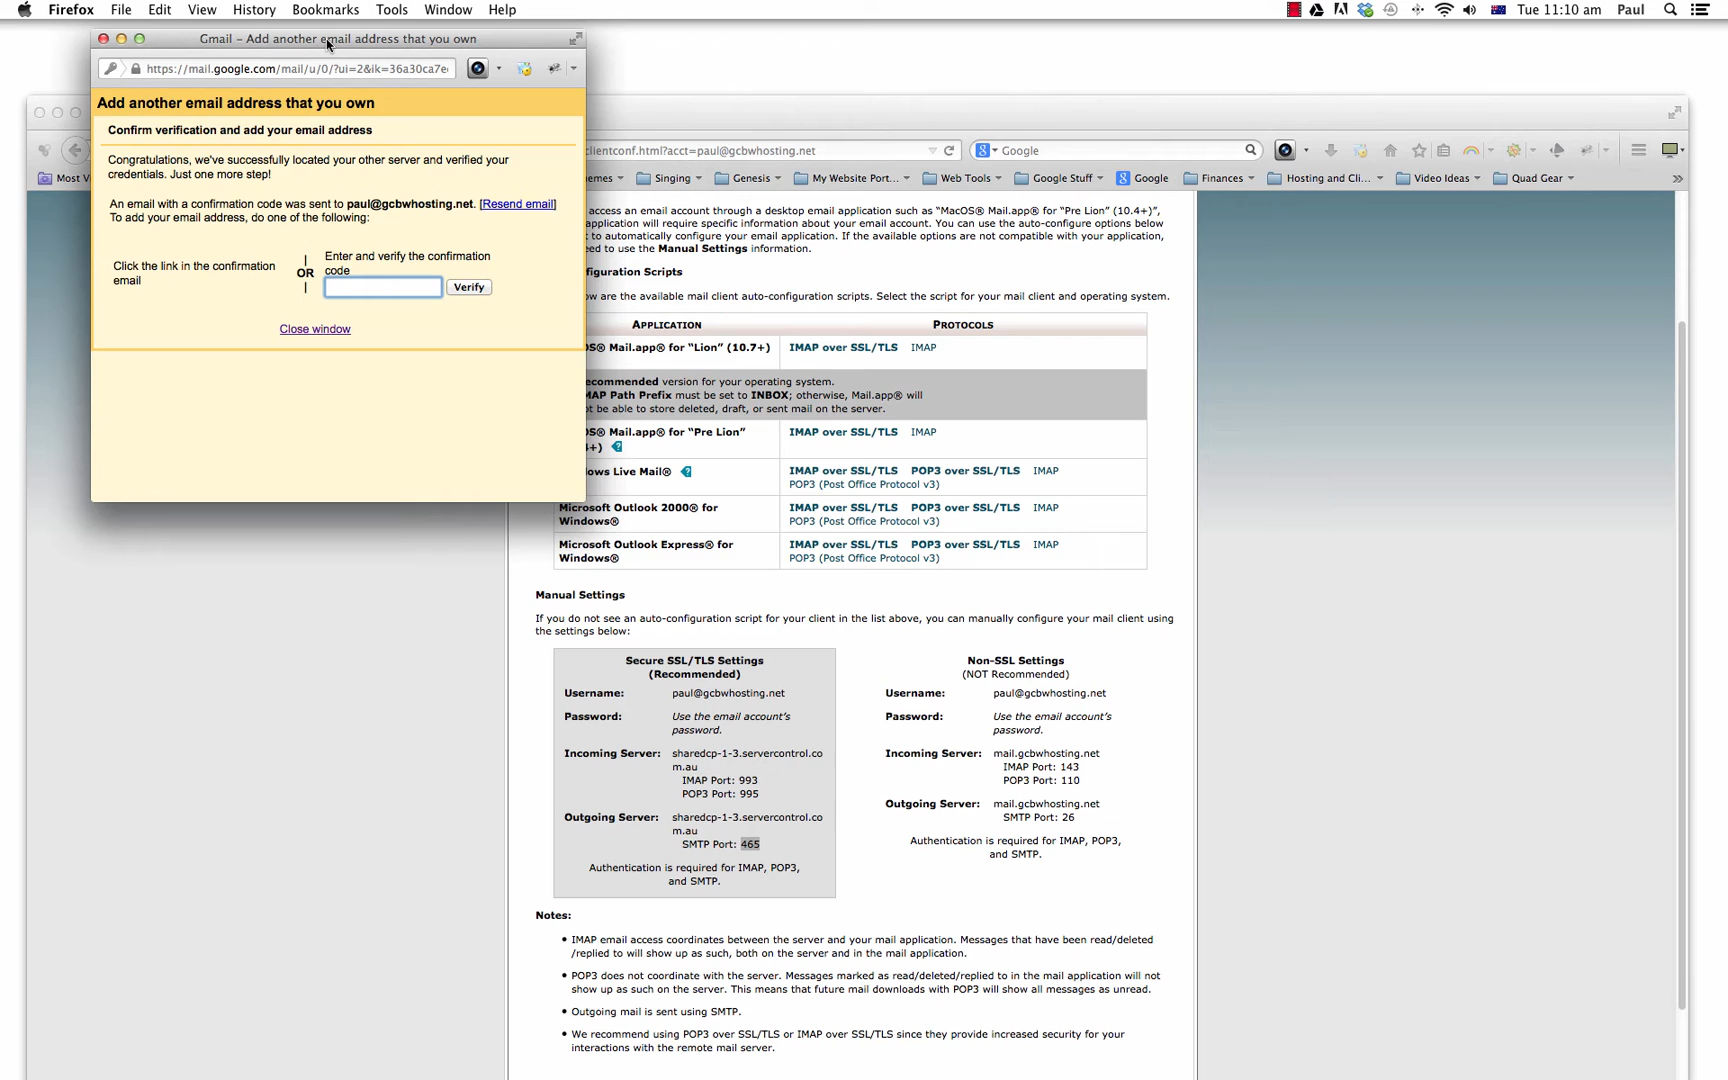 Firefox File Edit View History Bookmarks Tools Window Help Tue 11:10 am Paul
Gmail – Add another email address that you own
https://mail.google.com/mail/u/0/?ui=2&ik=36a30ca7e
Add another email address that you own
Confirm verification and add your email address
Congratulations, we've successfully located your other server and verified your
credentials. Just one more step!
An email with a confirmation code was sent to paul@gcbwhosting.net. [Resend email]
To add your email address, do one of the following:
Click the link in the confirmation
email
OR
Enter and verify the confirmation
code
Verify
Close window
clientconf.html?acct=paul@gcbwhosting.net
Google
Most V
emes Singing Genesis My Website Port... Web Tools Google Stuff Google Finances Hosting and Cli... Video Ideas Quad Gear
access an email account through a desktop email application such as “MacOS® Mail.app® for “Pre Lion” (10.4+)”,
application will require specific information about your email account. You can use the auto-configure options below
to automatically configure your email application. If the available options are not compatible with your application,
eed to use the Manual Settings information.
figuration Scripts
ow are the available mail client auto-configuration scripts. Select the script for your mail client and operating system.
APPLICATION PROTOCOLS
OS® Mail.app® for “Lion” (10.7+) IMAP over SSL/TLS IMAP
ecommended version for your operating system.
MAP Path Prefix must be set to INBOX; otherwise, Mail.app® will
ot be able to store deleted, draft, or sent mail on the server.
OS® Mail.app® for “Pre Lion” IMAP over SSL/TLS IMAP
4+)
ows Live Mail® IMAP over SSL/TLS POP3 over SSL/TLS IMAP
POP3 (Post Office Protocol v3)
Microsoft Outlook 2000® for IMAP over SSL/TLS POP3 over SSL/TLS IMAP
Windows® POP3 (Post Office Protocol v3)
Microsoft Outlook Express® for IMAP over SSL/TLS POP3 over SSL/TLS IMAP
Windows® POP3 (Post Office Protocol v3)
Manual Settings
If you do not see an auto-configuration script for your client in the list above, you can manually configure your mail client using
the settings below:
Secure SSL/TLS Settings
(Recommended)
Username: paul@gcbwhosting.net
Password: Use the email account’s
password.
Incoming Server: sharedcp-1-3.servercontrol.co
m.au
IMAP Port: 993
POP3 Port: 995
Outgoing Server: sharedcp-1-3.servercontrol.co
m.au
SMTP Port: 465
Authentication is required for IMAP, POP3,
and SMTP.
Non-SSL Settings
(NOT Recommended)
Username: paul@gcbwhosting.net
Password: Use the email account’s
password.
Incoming Server: mail.gcbwhosting.net
IMAP Port: 143
POP3 Port: 110
Outgoing Server: mail.gcbwhosting.net
SMTP Port: 26
Authentication is required for IMAP, POP3,
and SMTP.
Notes:
• IMAP email access coordinates between the server and your mail application. Messages that have been read/deleted
/replied to will show up as such, both on the server and in the mail application.
• POP3 does not coordinate with the server. Messages marked as read/deleted/replied to in the mail application will not
show up as such on the server. This means that future mail downloads with POP3 will show all messages as unread.
• Outgoing mail is sent using SMTP.
• We recommend using POP3 over SSL/TLS or IMAP over SSL/TLS since they provide increased security for your
interactions with the remote mail server.